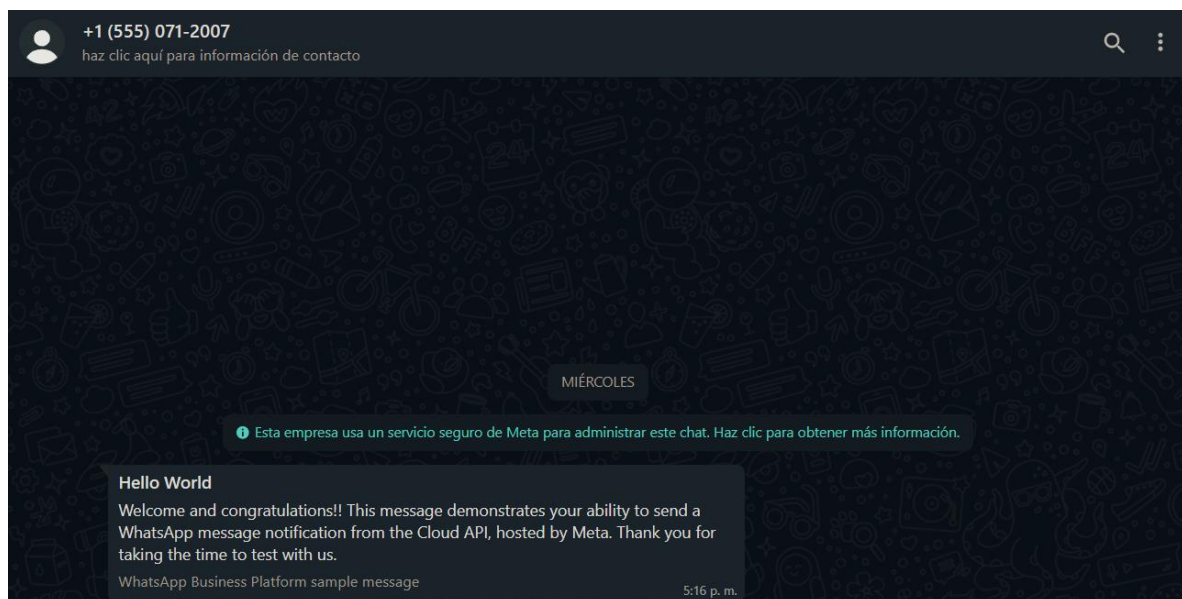 +1 (555) 071-2007
haz clic aquí para información de contacto
MIÉRCOLES
Esta empresa usa un servicio seguro de Meta para administrar este chat. Haz clic para obtener más información.
Hello World
Welcome and congratulations!! This message demonstrates your ability to send a
WhatsApp message notification from the Cloud API, hosted by Meta. Thank you for
taking the time to test with us.
WhatsApp Business Platform sample message
5:16 p. m.